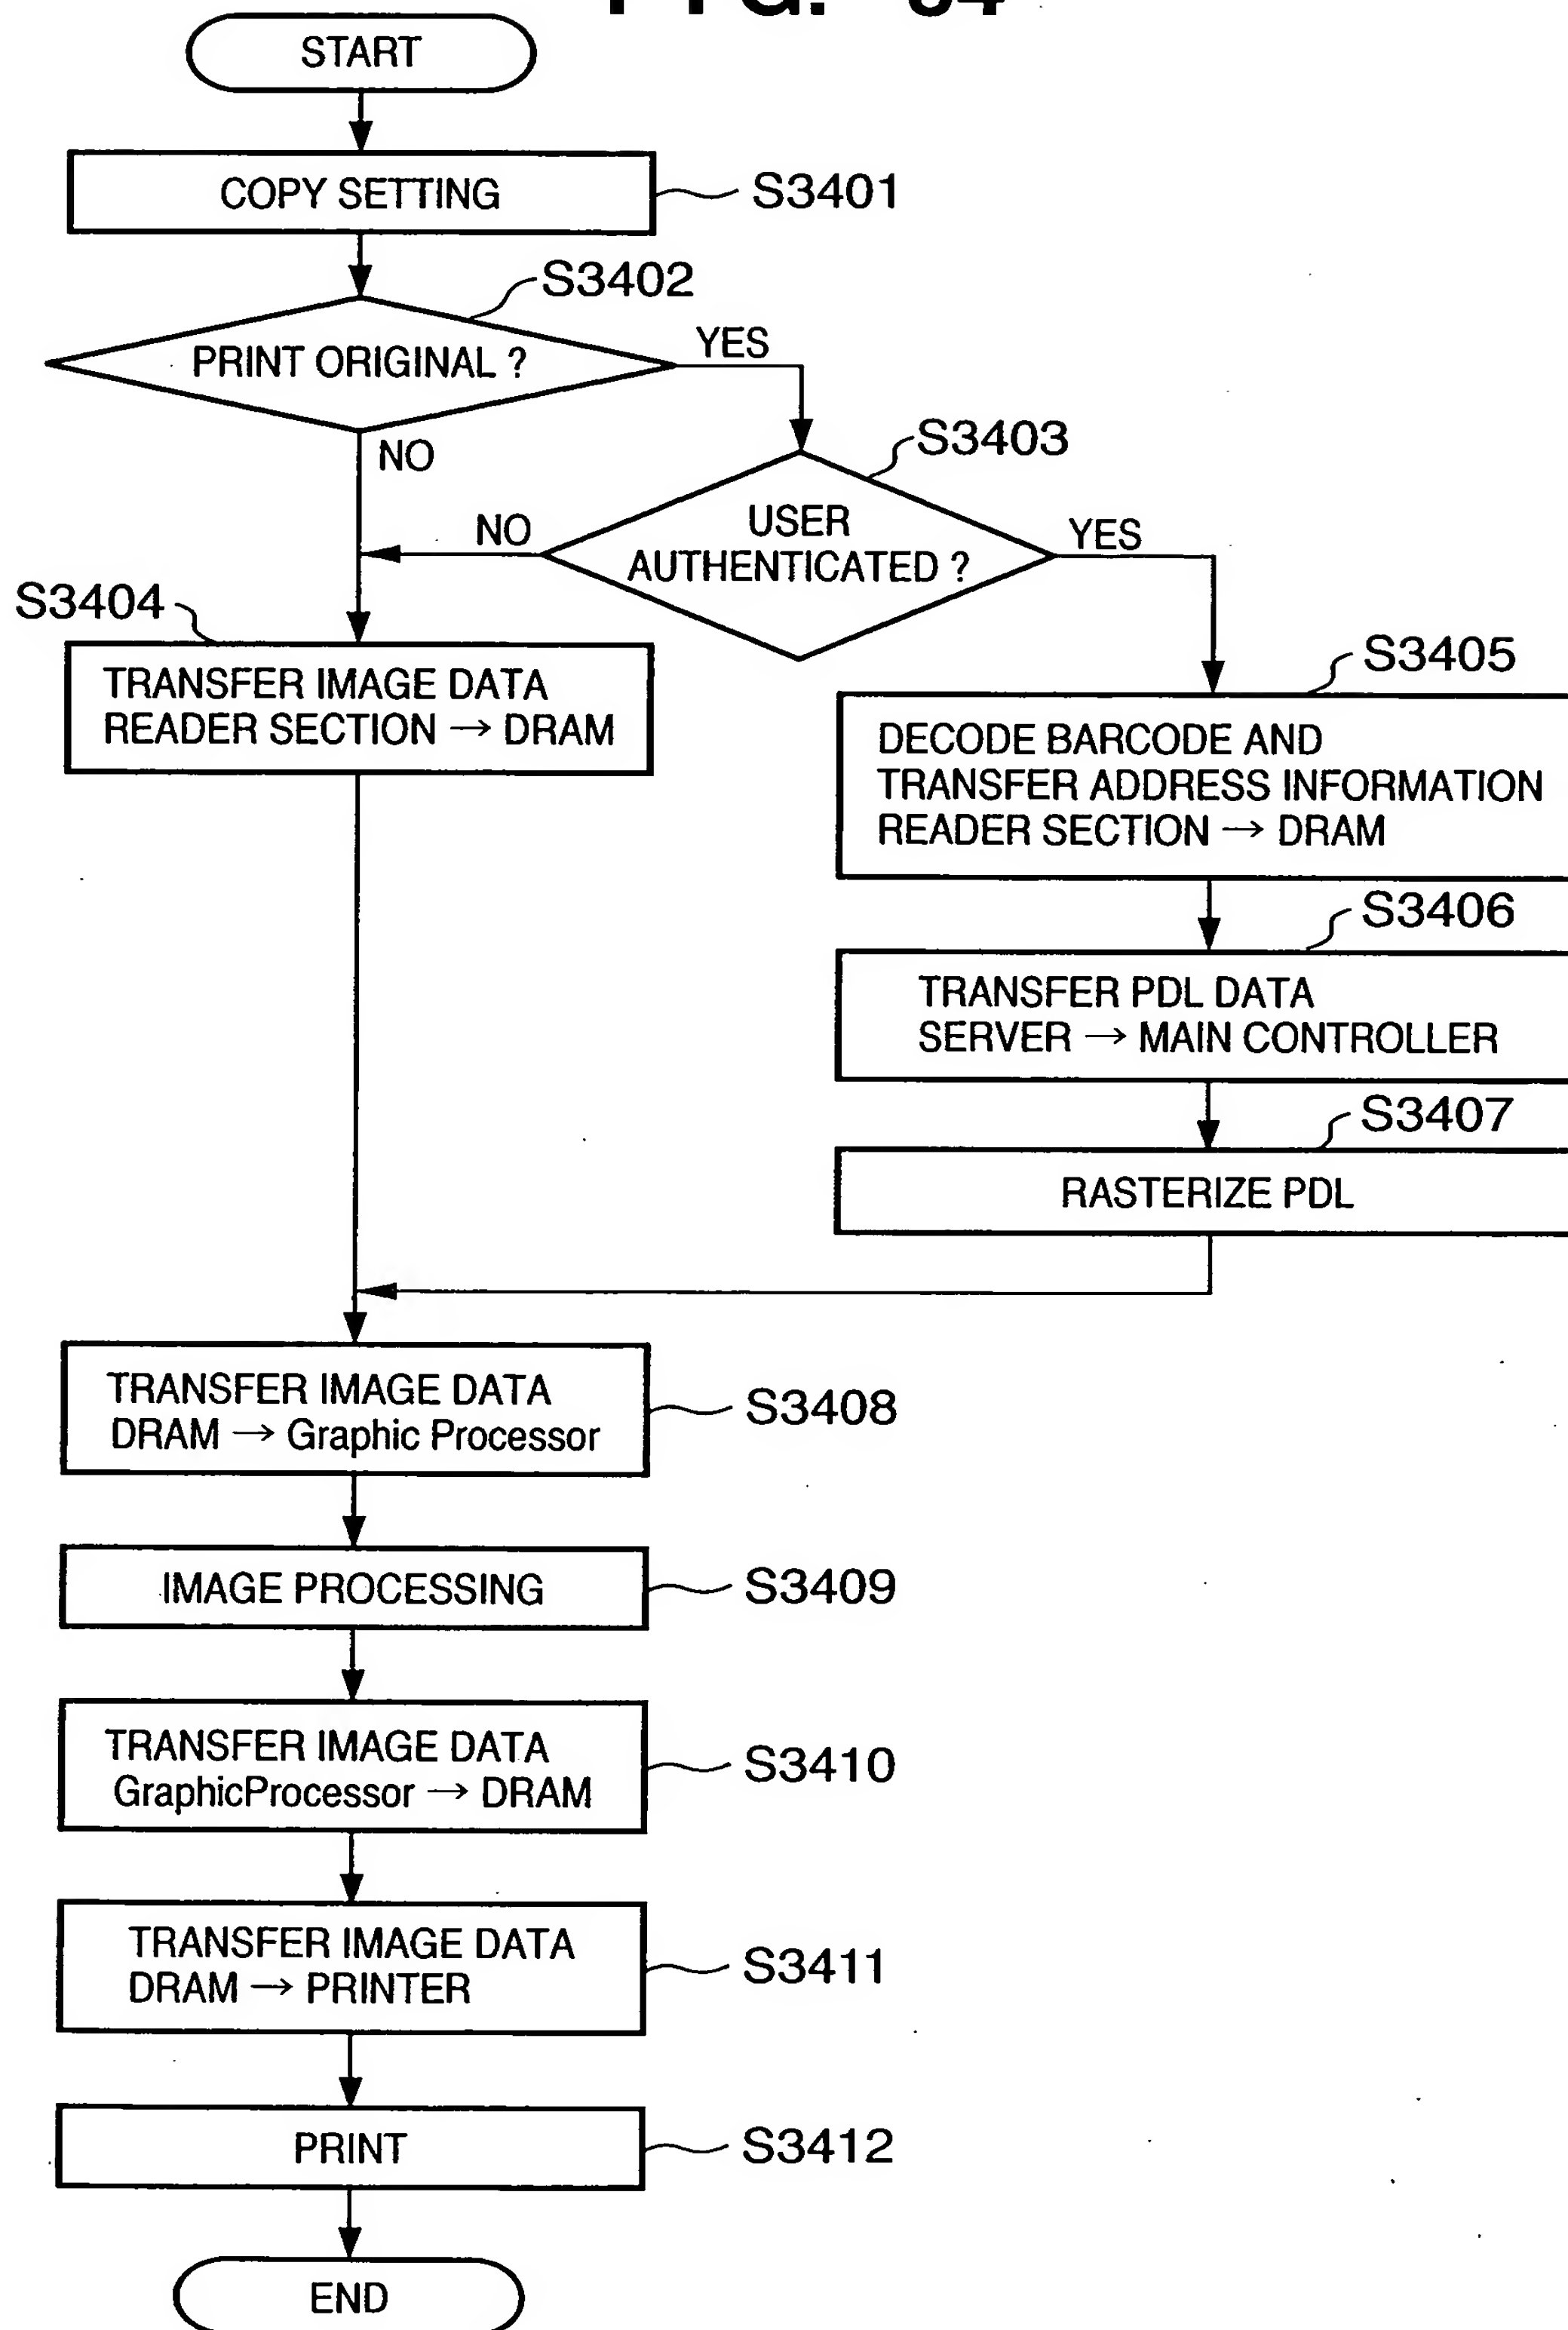 FIG. 34
START
COPY SETTING
S3401
S3402
PRINT ORIGINAL ?
YES
NO
S3403
USER
AUTHENTICATED ?
NO
YES
S3404
TRANSFER IMAGE DATA
READER SECTION → DRAM
S3405
DECODE BARCODE AND
TRANSFER ADDRESS INFORMATION
READER SECTION → DRAM
S3406
TRANSFER PDL DATA
SERVER → MAIN CONTROLLER
S3407
RASTERIZE PDL
TRANSFER IMAGE DATA
DRAM → Graphic Processor
S3408
IMAGE PROCESSING
S3409
TRANSFER IMAGE DATA
GraphicProcessor → DRAM
S3410
TRANSFER IMAGE DATA
DRAM → PRINTER
S3411
PRINT
S3412
END